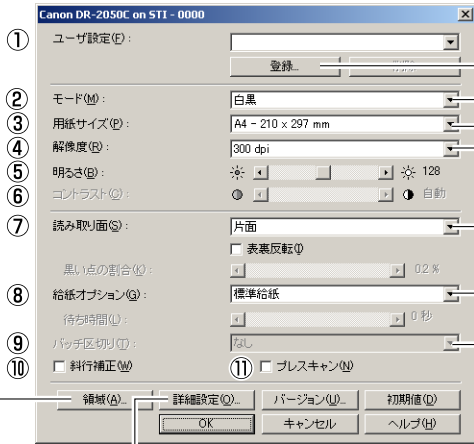 Canon DR-2050C on STI - 0000
① ユーザ設定(F):
登録... 削除
② モード(M): 白黒
③ 用紙サイズ(P): A4 - 210 x 297 mm
④ 解像度(R): 300 dpi
⑤ 明るさ(B): 128
⑥ コントラスト(C): 自動
⑦ 読み取り面(S): 片面
表裏反転(I)
黒い点の割合(K): 0.2 %
⑧ 給紙オプション(G): 標準給紙
待ち時間(L): 0 秒
⑨ バッチ区切り(T): なし
⑩ 斜行補正(W) ⑪ プレスキャン(N)
領域(A)... 詳細設定(O)... バージョン(U)... 初期値(D)
OK キャンセル ヘルプ(H)